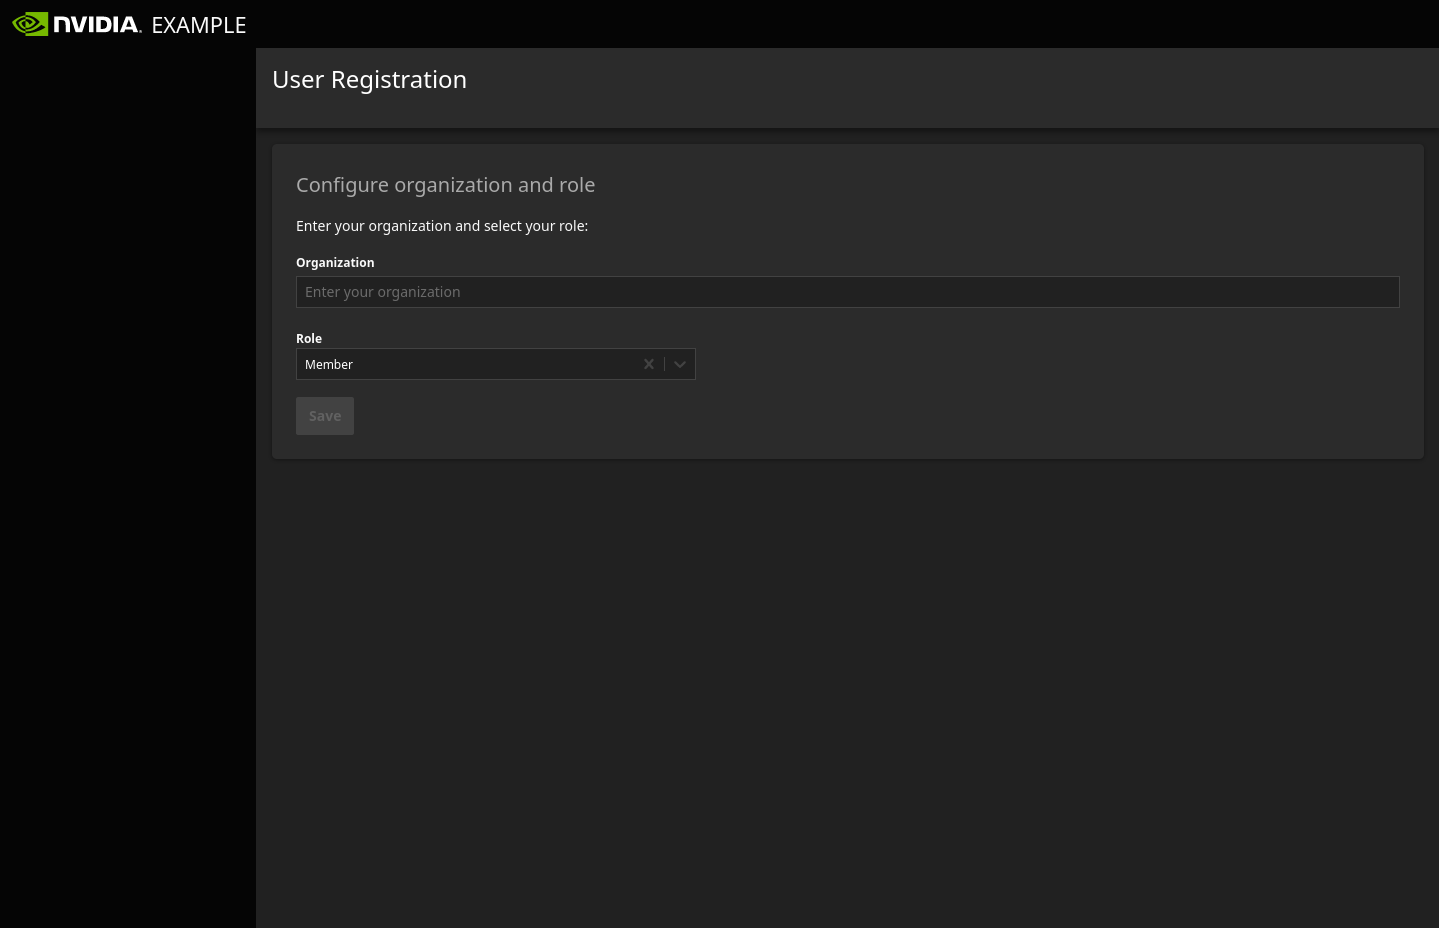 NVIDIA. EXAMPLE
User Registration
Configure organization and role
Enter your organization and select your role:
Organization
Enter your organization
Role
Member
Save